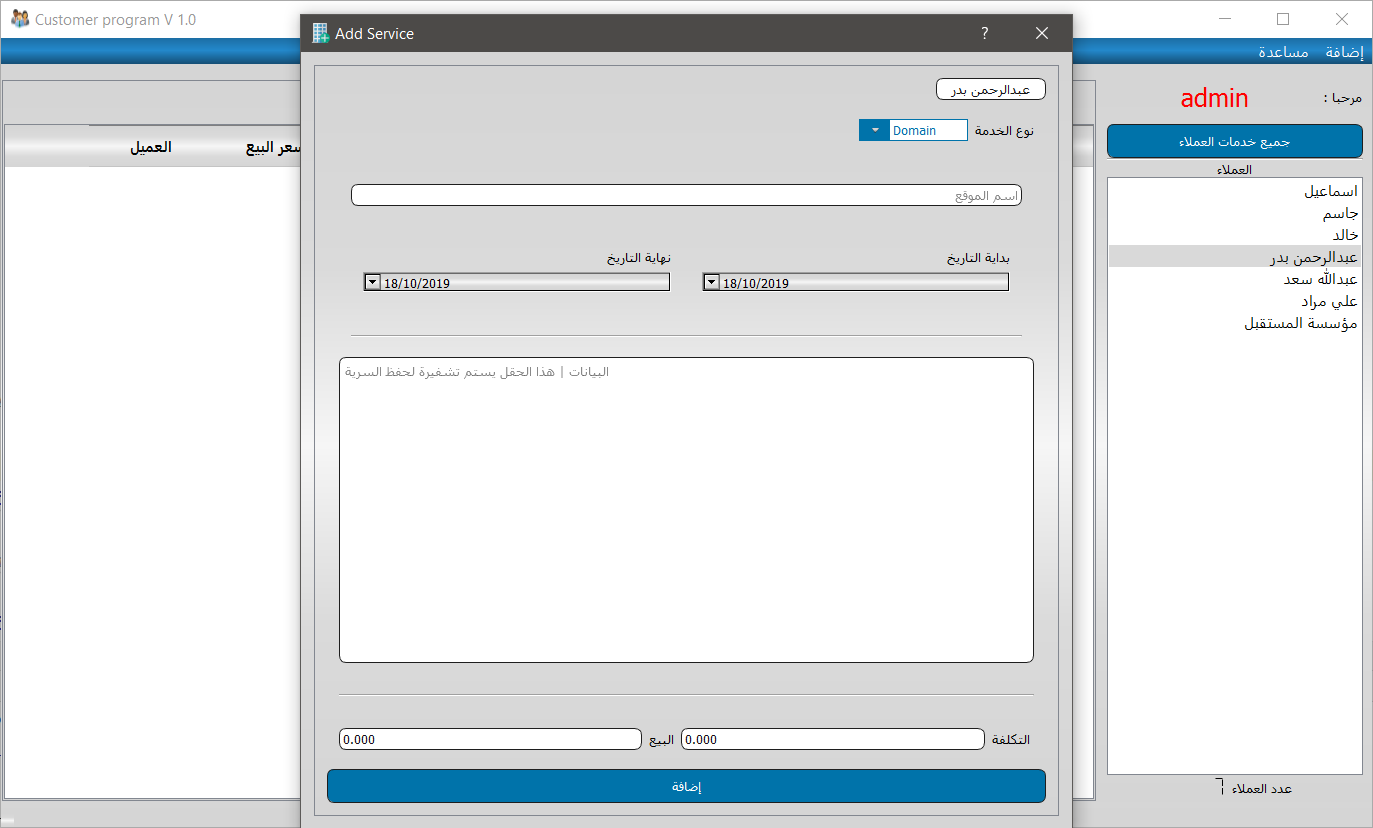 Customer program V 1.0
إضافة مساعدة
Add Service
?
عبدالرحمن بدر
نوع الخدمة Domain
اسم الموقع
بداية التاريخ نهاية التاريخ
18/10/2019 18/10/2019
البيانات | هذا الحقل يستم تشفيرة لحفظ السرية
التكلفة 0.000 البيع 0.000
إضافة
العميل
مرحبا : admin
جميع خدمات العملاء
العملاء
اسماعيل
جاسم
خالد
عبدالرحمن بدر
عبدالله سعد
علي مراد
مؤسسة المستقبل
عدد العملاء